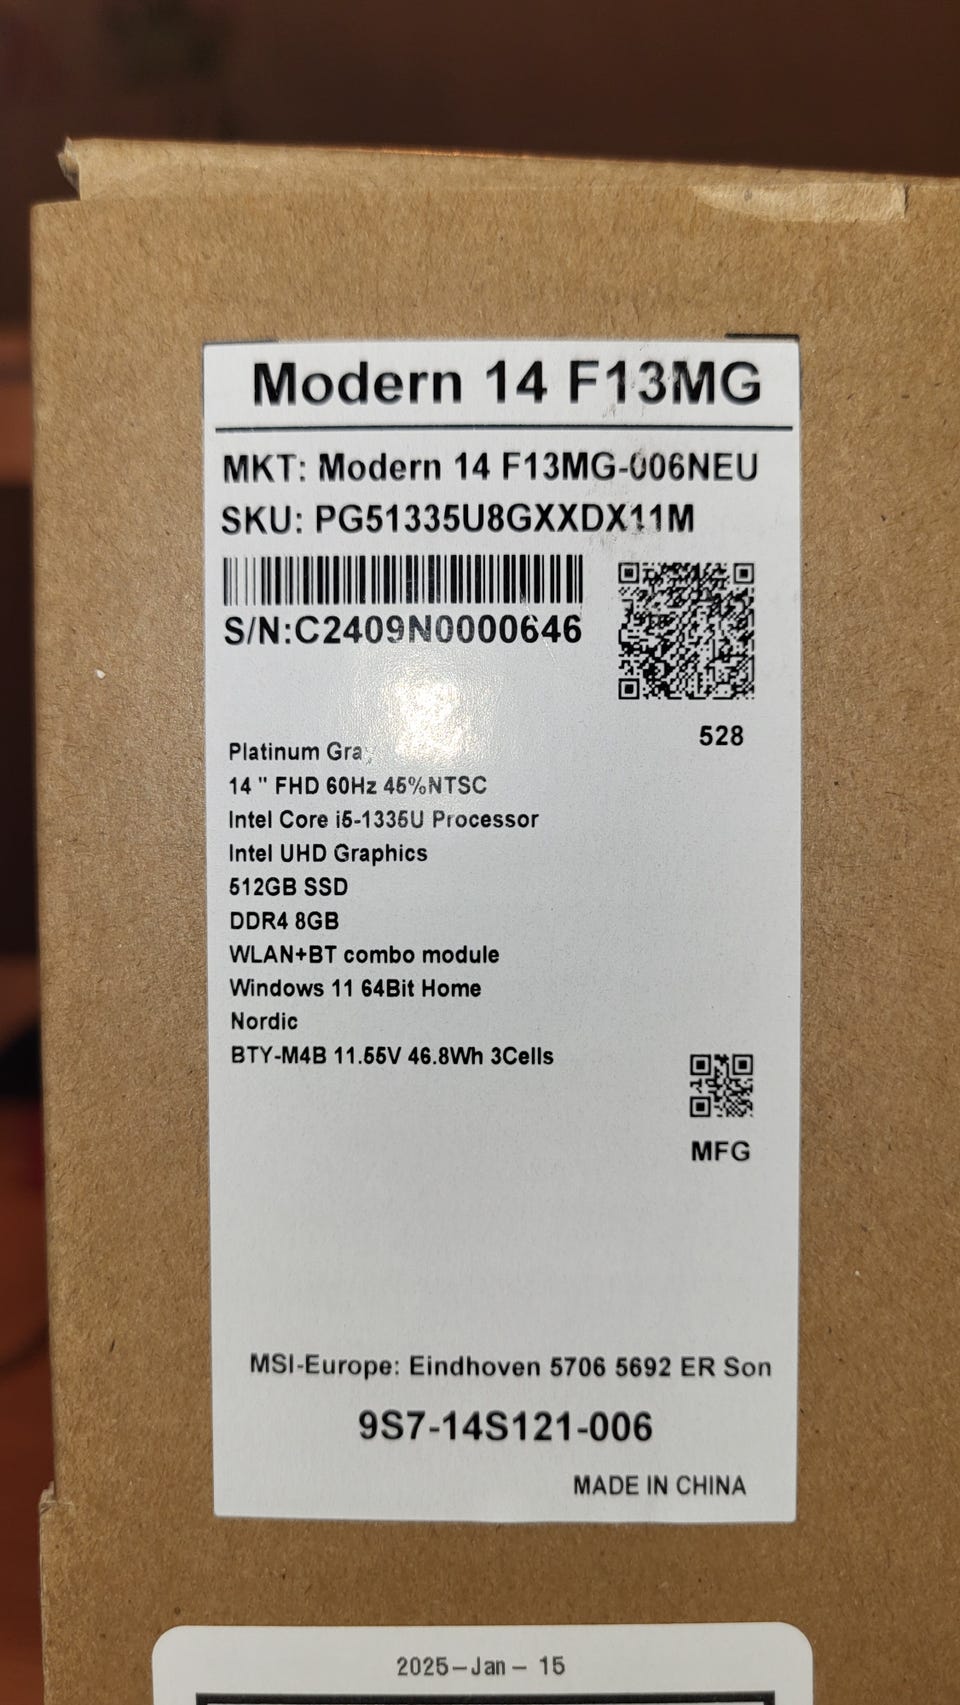 Modern 14 F13MG
MKT: Modern 14 F13MG-006NEU
SKU: PG51335U8GXXDX11M
S/N:C2409N0000646
528
Platinum Gray
14 " FHD 60Hz 45%NTSC
Intel Core i5-1335U Processor
Intel UHD Graphics
512GB SSD
DDR4 8GB
WLAN+BT combo module
Windows 11 64Bit Home
Nordic
BTY-M4B 11.55V 46.8Wh 3Cells
MFG
MSI-Europe: Eindhoven 5706 5692 ER Son
9S7-14S121-006
MADE IN CHINA
2025-Jan-15